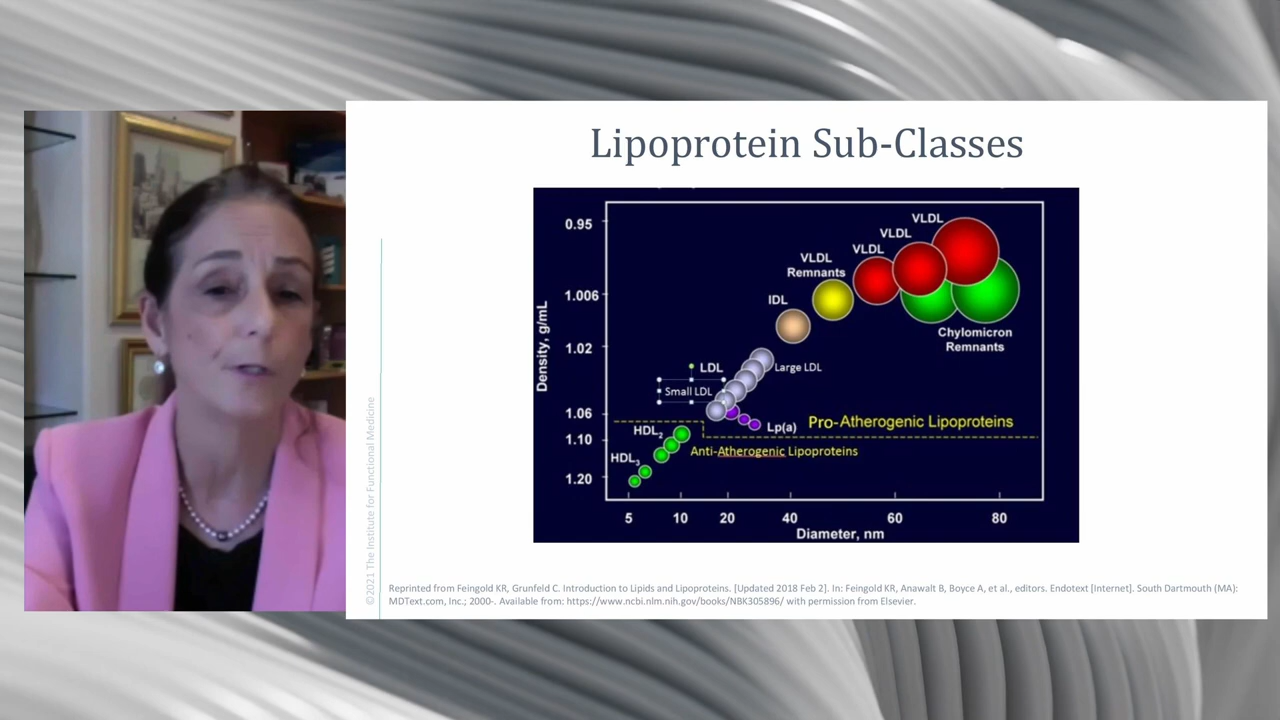 Lipoprotein Sub-Classes
0.95
1.006
1.02
1.06
1.10
1.20
Density, g/mL
VLDL
VLDL
VLDL
VLDL
Remnants
IDL
Chylomicron
Remnants
LDL
Large LDL
Small LDL
Lp(a)
Pro-Atherogenic Lipoproteins
HDL2
Anti-Atherogenic Lipoproteins
HDL3
5 10 20 40 60 80
Diameter, nm
©2021 The Institute for Functional Medicine
Reprinted from Feingold KR, Grunfeld C. Introduction to Lipids and Lipoproteins. [Updated 2018 Feb 2]. In: Feingold KR, Anawalt B, Boyce A, et al., editors. Endotext [Internet]. South Dartmouth (MA):
MDText.com, Inc.; 2000-. Available from: https://www.ncbi.nlm.nih.gov/books/NBK305896/ with permission from Elsevier.